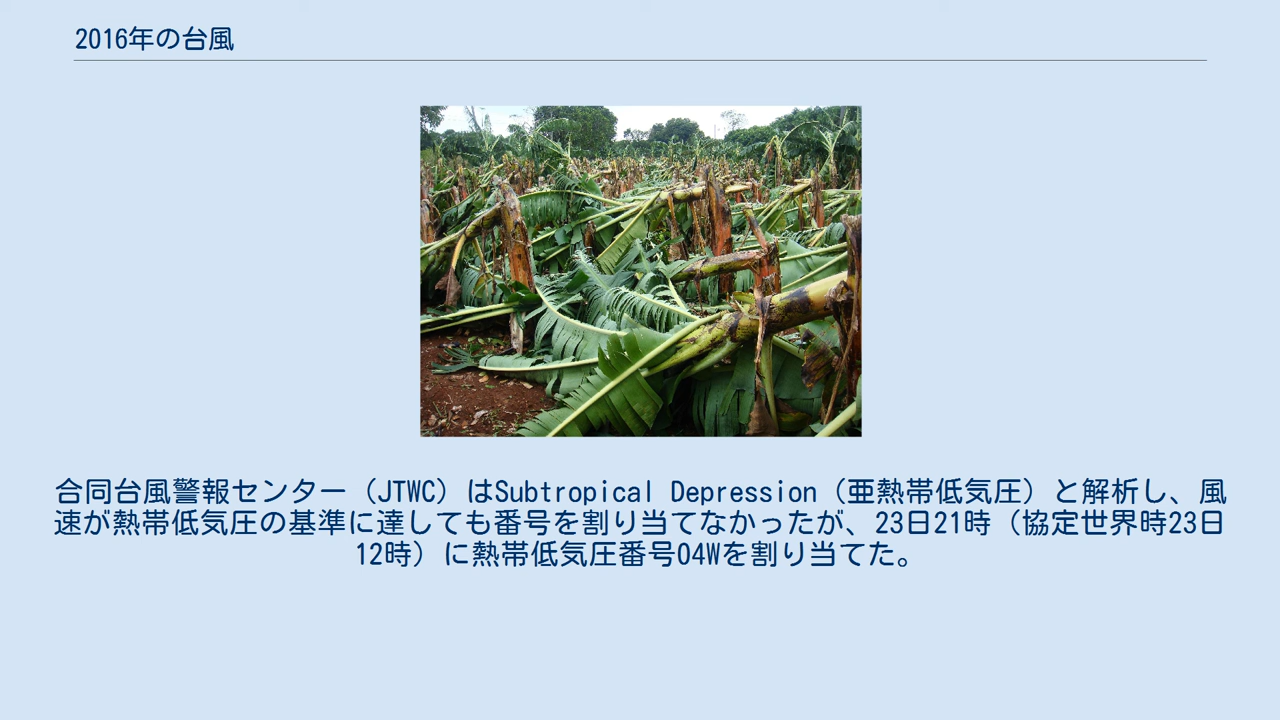 2016年の台風
合同台風警報センター（JTWC）はSubtropical Depression（亜熱帯低気圧）と解析し、風
速が熱帯低気圧の基準に達しても番号を割り当てなかったが、23日21時（協定世界時23日
12時）に熱帯低気圧番号04Wを割り当てた。